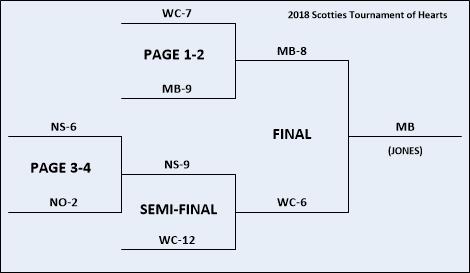 WC-7
2018 Scotties Tournament of Hearts
PAGE 1-2
MB-8
MB-9
NS-6
FINAL
MB
(JONES)
PAGE 3-4
NS-9
NO-2
SEMI-FINAL
WC-6
WC-12